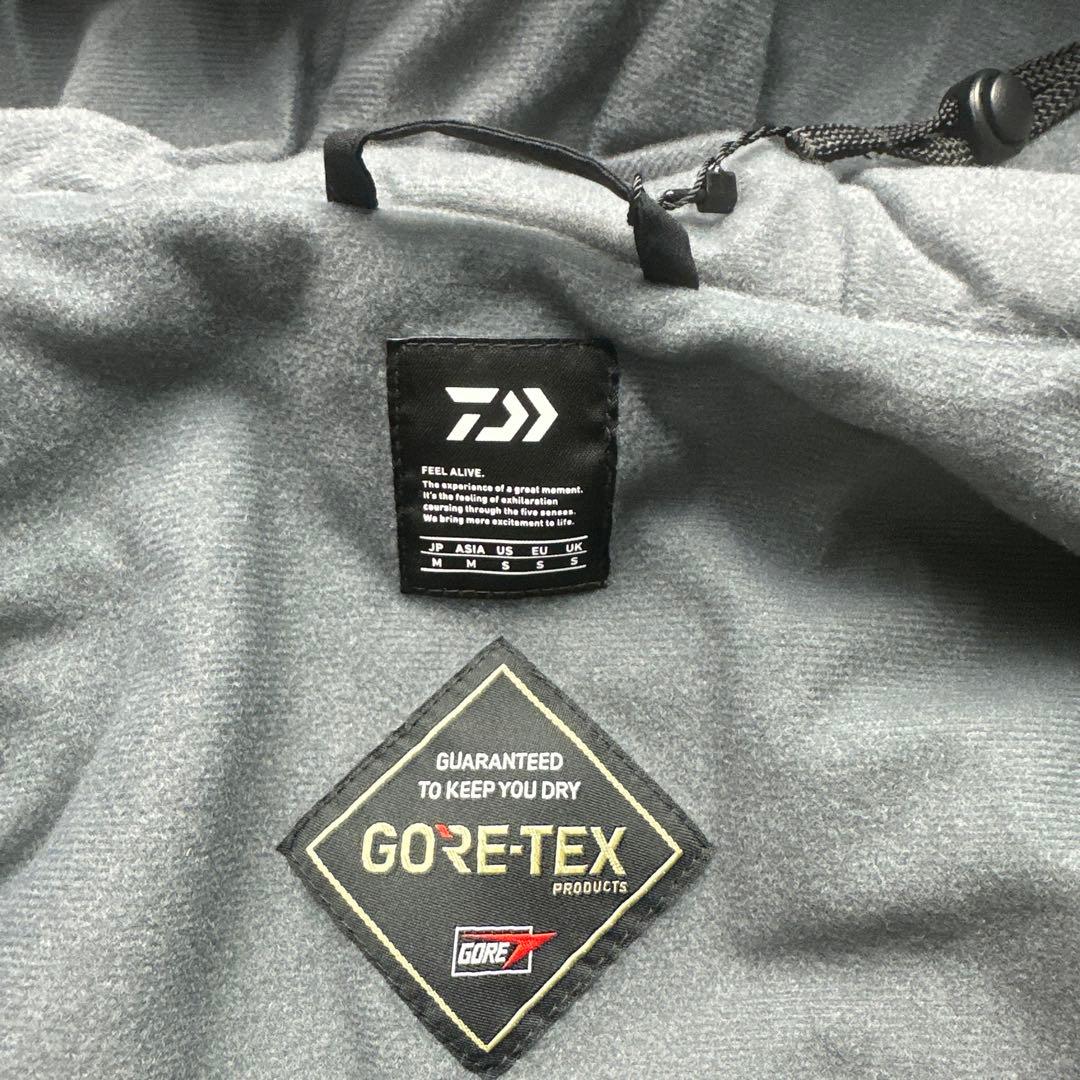 FEEL ALIVE.
The experience of a great moment.
It's the feeling of exhilaration
coursing through the five senses.
We bring more excitement to life.
JP ASIA US EU UK
M M S S S
GUARANTEED
TO KEEP YOU DRY
GORE-TEX
PRODUCTS
GORE